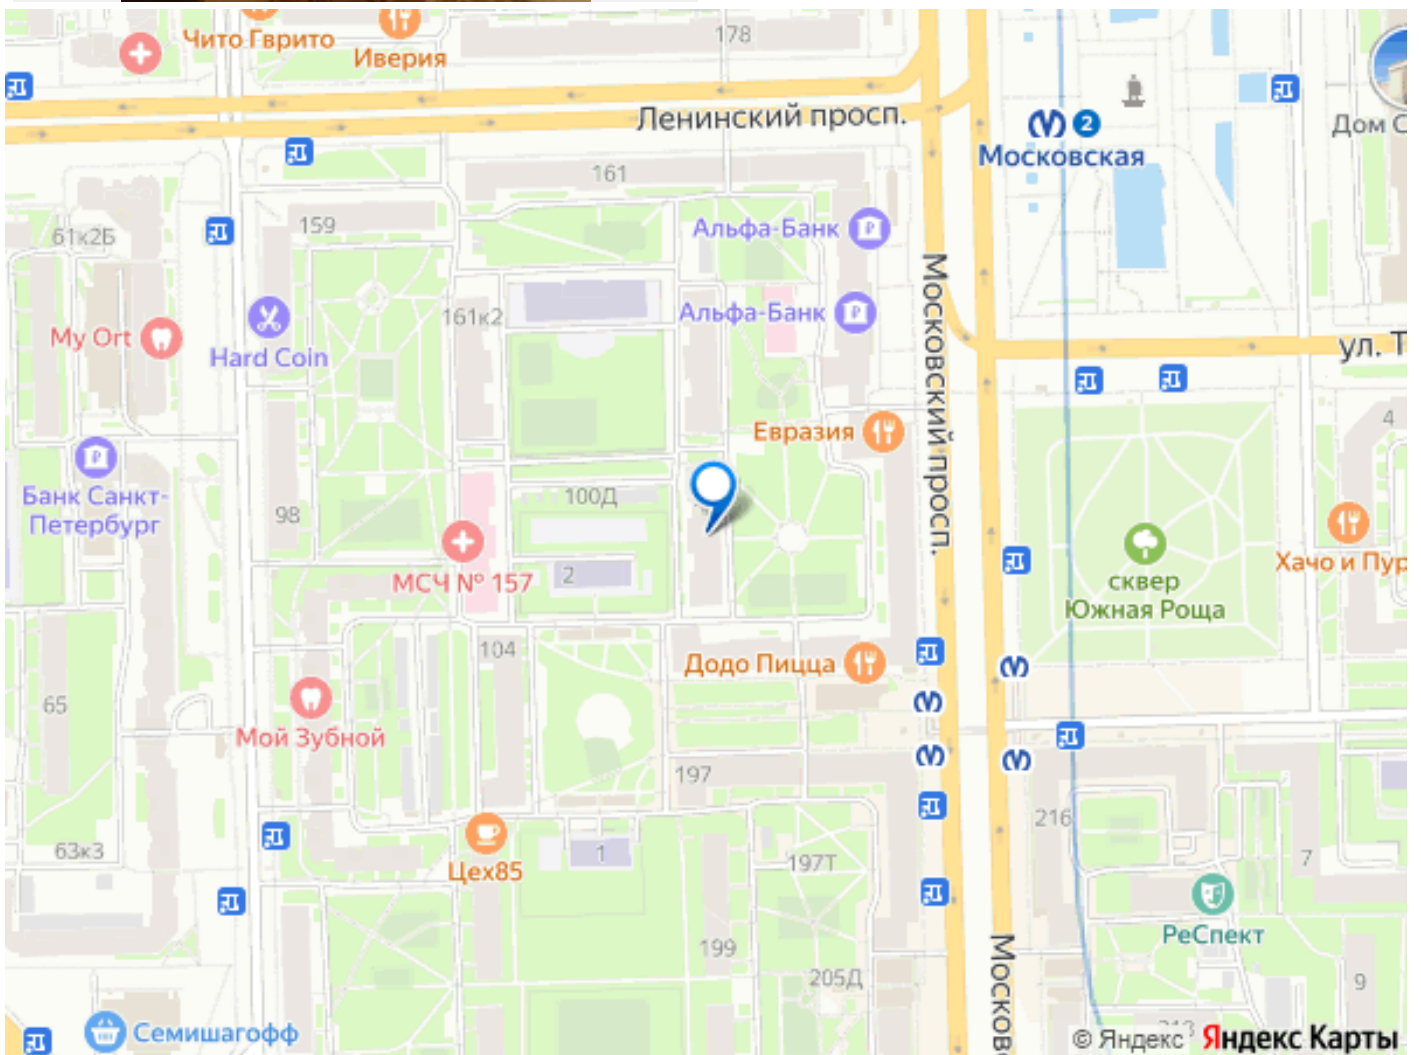 Чито Гврито
Иверия
178
Ленинский просп.
2
Московская
Дом С
161
159
61к2Б
Альфа-Банк
Альфа-Банк
161к2
My Ort
Hard Coin
Московский просп.
ул. Т
4
Евразия
Банк Санкт-
Петербург
98
100Д
МСЧ № 157
2
сквер
Южная Роща
Хачо и Пур
104
Додо Пицца
65
Мой Зубной
197
216
63к3
1
197Т
7
Цех85
РеСпект
199
205Д
Москов
9
Семишагофф
© Яндекс
Яндекс Карты